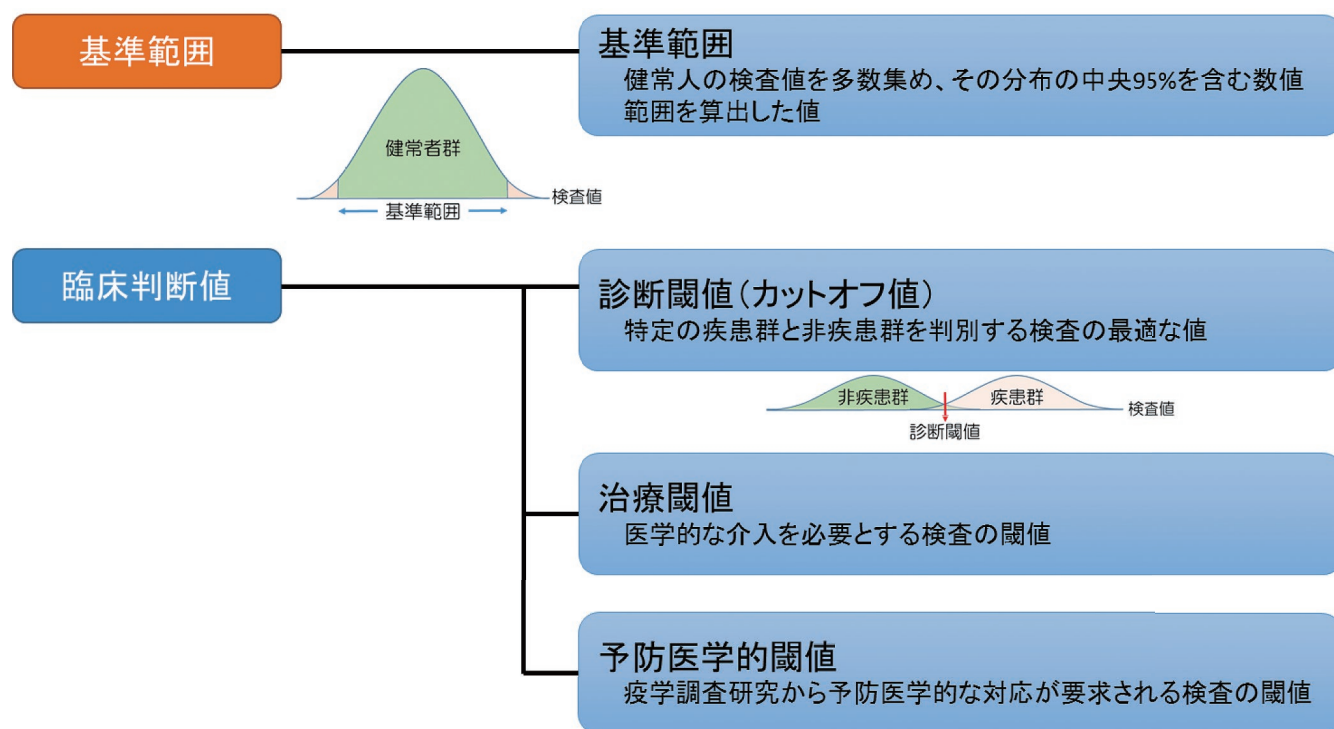 基準範囲
基準範囲
健常人の検査値を多数集め、その分布の中央95%を含む数値
範囲を算出した値
健常者群
検査値
基準範囲
臨床判断値
診断閾値(カットオフ値)
特定の疾患群と非疾患群を判別する検査の最適な値
非疾患群
疾患群
検査値
診断閾値
治療閾値
医学的な介入を必要とする検査の閾値
予防医学的閾値
疫学調査研究から予防医学的な対応が要求される検査の閾値